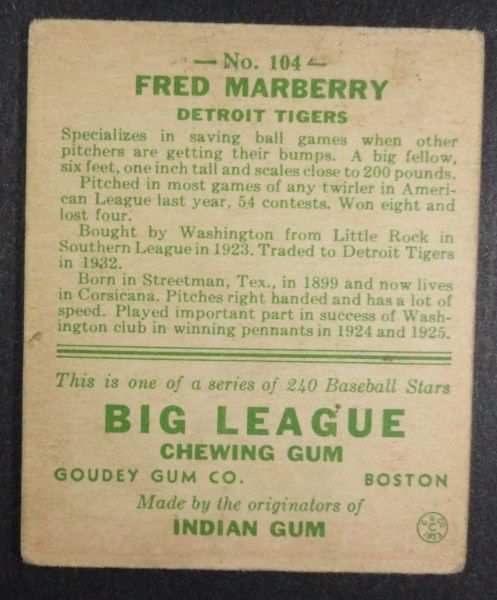 — No. 104 —
FRED MARBERRY
DETROIT TIGERS
Specializes in saving ball games when other
pitchers are getting their bumps. A big fellow,
six feet, one inch tall and scales close to 200 pounds.
Pitched in most games of any twirler in Ameri-
can League last year, 54 contests. Won eight and
lost four.
Bought by Washington from Little Rock in
Southern League in 1923. Traded to Detroit Tigers
in 1932.
Born in Streetman, Tex., in 1899 and now lives
in Corsicana. Pitches right handed and has a lot of
speed. Played important part in success of Wash-
ington club in winning pennants in 1924 and 1925.
This is one of a series of 240 Baseball Stars
BIG LEAGUE
CHEWING GUM
GOUDEY GUM CO. BOSTON
Made by the originators of
INDIAN GUM